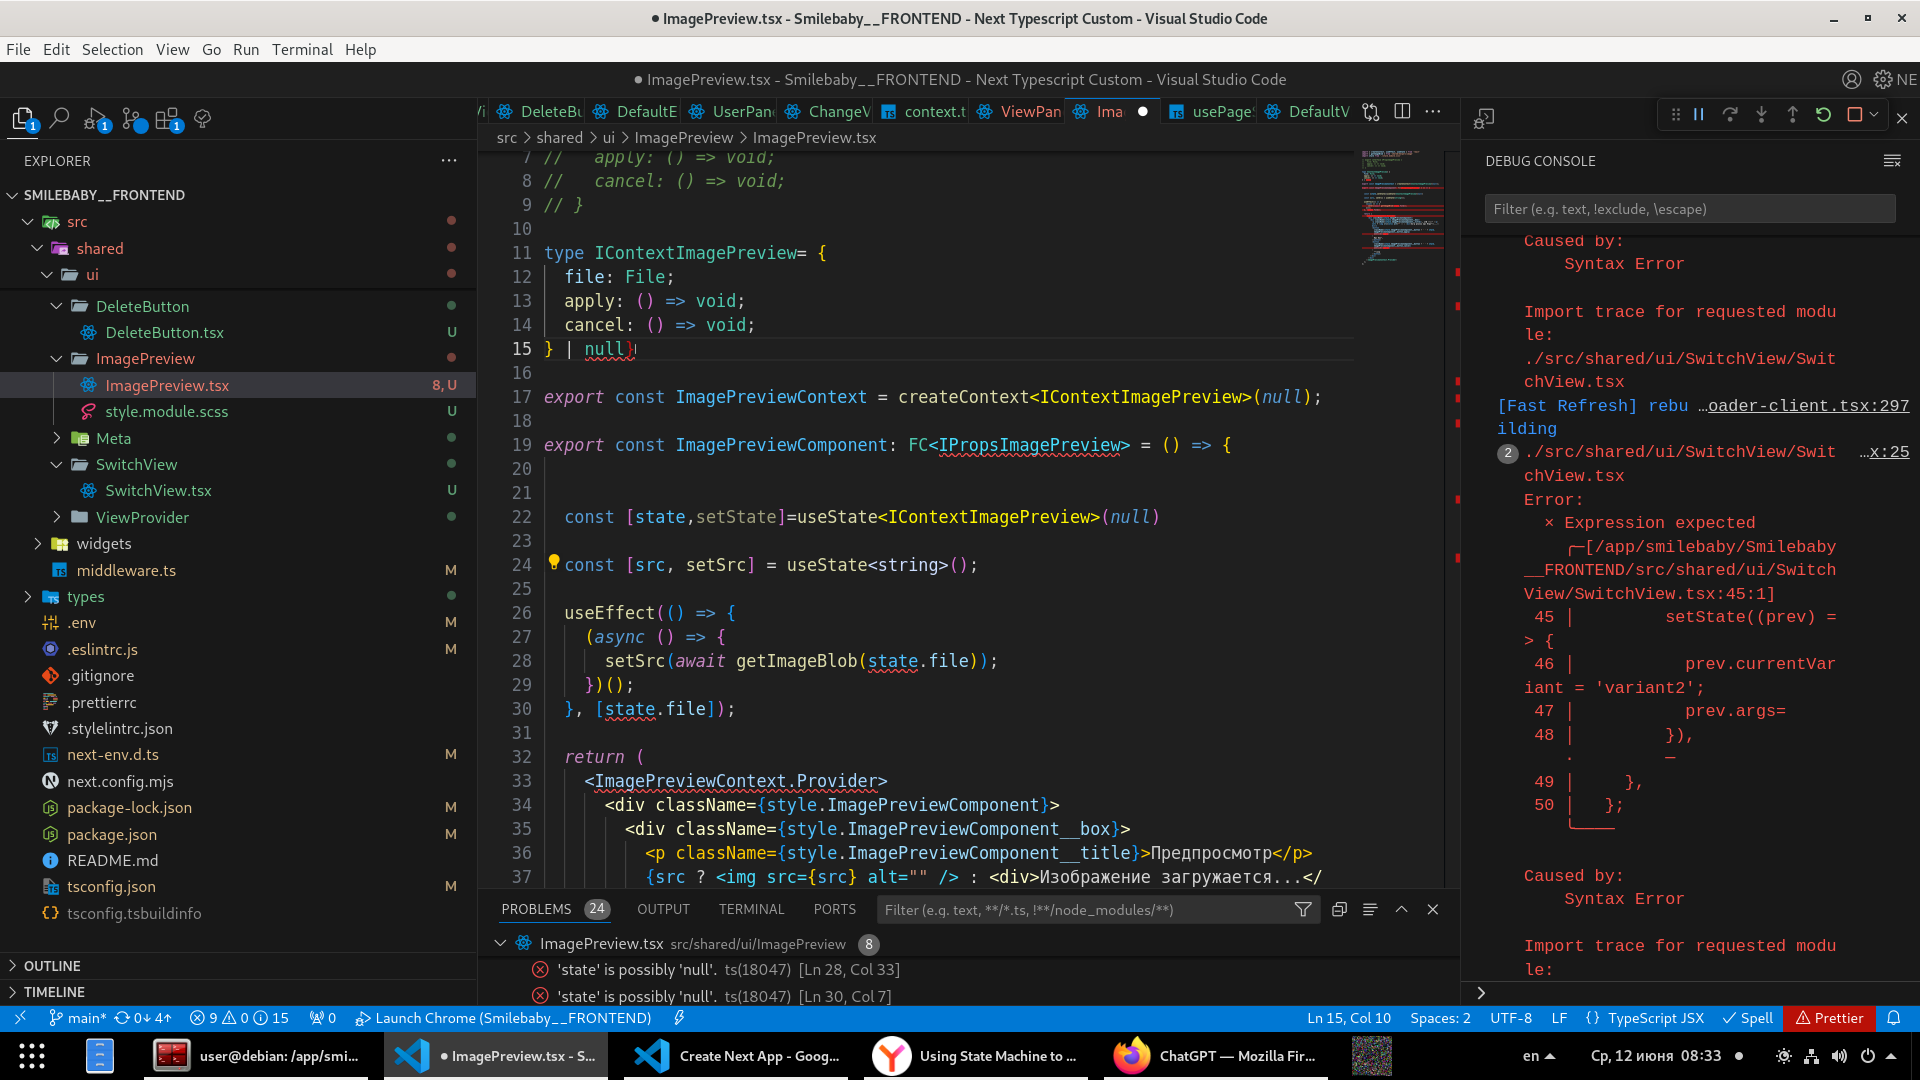 ● ImagePreview.tsx - Smilebaby__FRONTEND - Next Typescript Custom - Visual Studio Code
File Edit Selection View Go Run Terminal Help
● ImagePreview.tsx - Smilebaby__FRONTEND - Next Typescript Custom - Visual Studio Code
NE
EXPLORER
SMILEBABY__FRONTEND
src
shared
ui
DeleteButton
DeleteButton.tsx U
ImagePreview
ImagePreview.tsx 8, U
style.module.scss U
Meta
SwitchView
SwitchView.tsx U
ViewProvider
widgets
middleware.ts M
types
.env M
.eslintrc.js M
.gitignore
.prettierrc
.stylelintrc.json
next-env.d.ts M
next.config.mjs
package-lock.json M
package.json M
README.md
tsconfig.json M
tsconfig.tsbuildinfo
OUTLINE
TIMELINE
DeleteBu DefaultE UserPan ChangeV context.t ViewPan Ima usePage DefaultV
src > shared > ui > ImagePreview > ImagePreview.tsx
7 //   apply: () => void;
8 //   cancel: () => void;
9 // }
10
11 type IContextImagePreview= {
12   file: File;
13   apply: () => void;
14   cancel: () => void;
15 } | null}
16
17 export const ImagePreviewContext = createContext<IContextImagePreview>(null);
18
19 export const ImagePreviewComponent: FC<IPropsImagePreview> = () => {
20
21
22   const [state,setState]=useState<IContextImagePreview>(null)
23
24   const [src, setSrc] = useState<string>();
25
26   useEffect(() => {
27     (async () => {
28       setSrc(await getImageBlob(state.file));
29     })();
30   }, [state.file]);
31
32   return (
33     <ImagePreviewContext.Provider>
34       <div className={style.ImagePreviewComponent}>
35         <div className={style.ImagePreviewComponent__box}>
36           <p className={style.ImagePreviewComponent__title}>Предпросмотр</p>
37           {src ? <img src={src} alt="" /> : <div>Изображение загружается...</
PROBLEMS 24 OUTPUT TERMINAL PORTS Filter (e.g. text, **/*.ts, !**/node_modules/**)
ImagePreview.tsx src/shared/ui/ImagePreview 8
'state' is possibly 'null'. ts(18047) [Ln 28, Col 33]
'state' is possibly 'null'. ts(18047) [Ln 30, Col 7]
DEBUG CONSOLE
Filter (e.g. text, !exclude, \escape)
Caused by:
Syntax Error
Import trace for requested modu
le:
./src/shared/ui/SwitchView/Swit
chView.tsx
[Fast Refresh] rebu …oader-client.tsx:297
ilding
2 ./src/shared/ui/SwitchView/Swit …x:25
chView.tsx
Error:
× Expression expected
╭─[/app/smilebaby/Smilebaby
__FRONTEND/src/shared/ui/Switch
View/SwitchView.tsx:45:1]
45 │ setState((prev) =
> {
46 │ prev.currentVar
iant = 'variant2';
47 │ prev.args=
48 │ }),
· ─
49 │ },
50 │ };
╰────
Caused by:
Syntax Error
Import trace for requested modu
le:
main* 0↓ 4↑ 9 0 15 0 Launch Chrome (Smilebaby__FRONTEND) Ln 15, Col 10 Spaces: 2 UTF-8 LF {} TypeScript JSX Spell Prettier
user@debian: /app/smi... ● ImagePreview.tsx - S... Create Next App - Goog... Using State Machine to ... ChatGPT — Mozilla Fir... en Ср, 12 июня 08:33